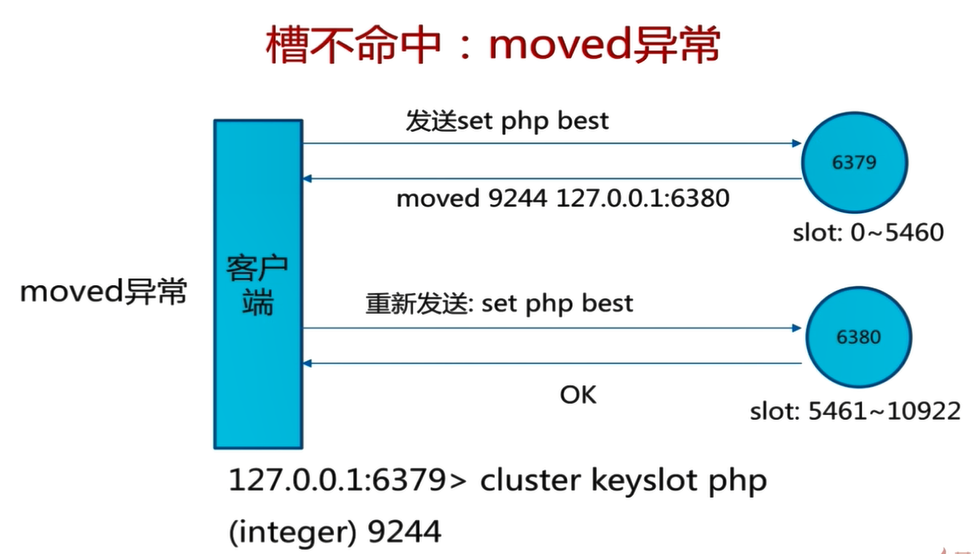 槽不命中：moved异常
发送set php best
6379
moved 9244 127.0.0.1:6380
slot: 0~5460
客户
端
moved异常
重新发送: set php best
6380
OK
slot: 5461~10922
127.0.0.1:6379> cluster keyslot php
(integer) 9244